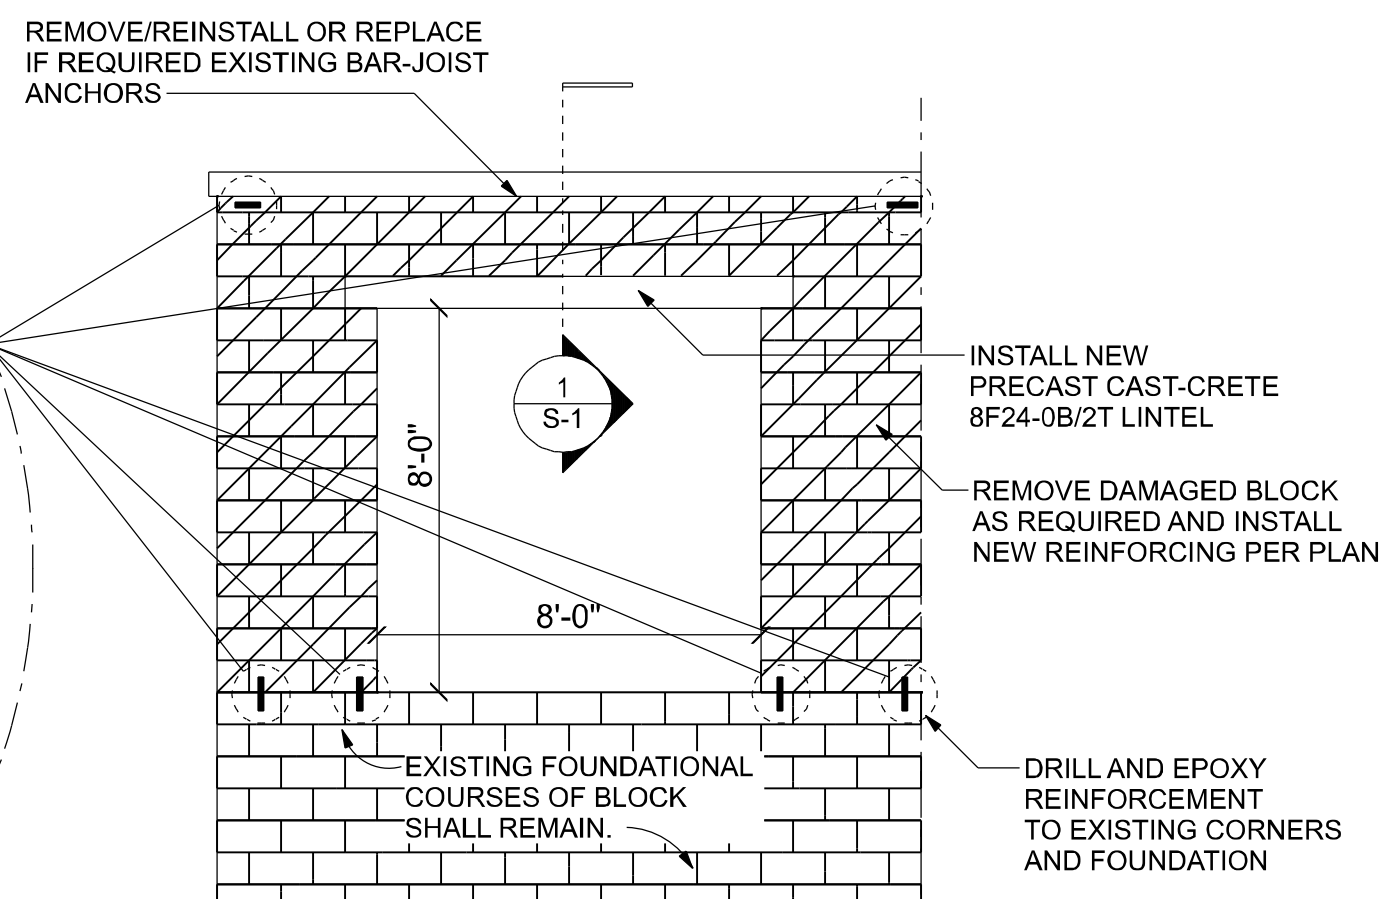 REMOVE/REINSTALL OR REPLACE
IF REQUIRED EXISTING BAR-JOIST
ANCHORS
1
S-1
8'-0"
8'-0"
INSTALL NEW
PRECAST CAST-CRETE
8F24-0B/2T LINTEL
REMOVE DAMAGED BLOCK
AS REQUIRED AND INSTALL
NEW REINFORCING PER PLAN
EXISTING FOUNDATIONAL
COURSES OF BLOCK
SHALL REMAIN.
DRILL AND EPOXY
REINFORCEMENT
TO EXISTING CORNERS
AND FOUNDATION